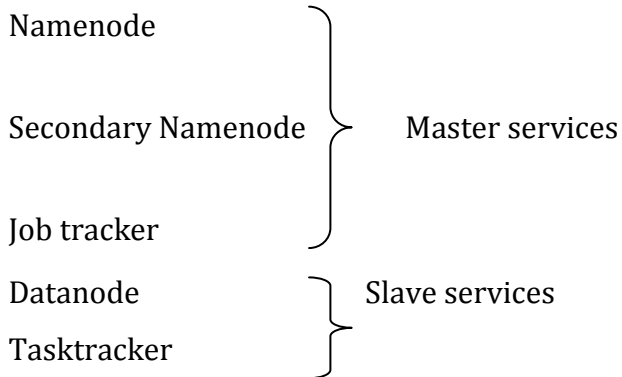 Namenode
Secondary Namenode Master services
Job tracker
Datanode Slave services
Tasktracker